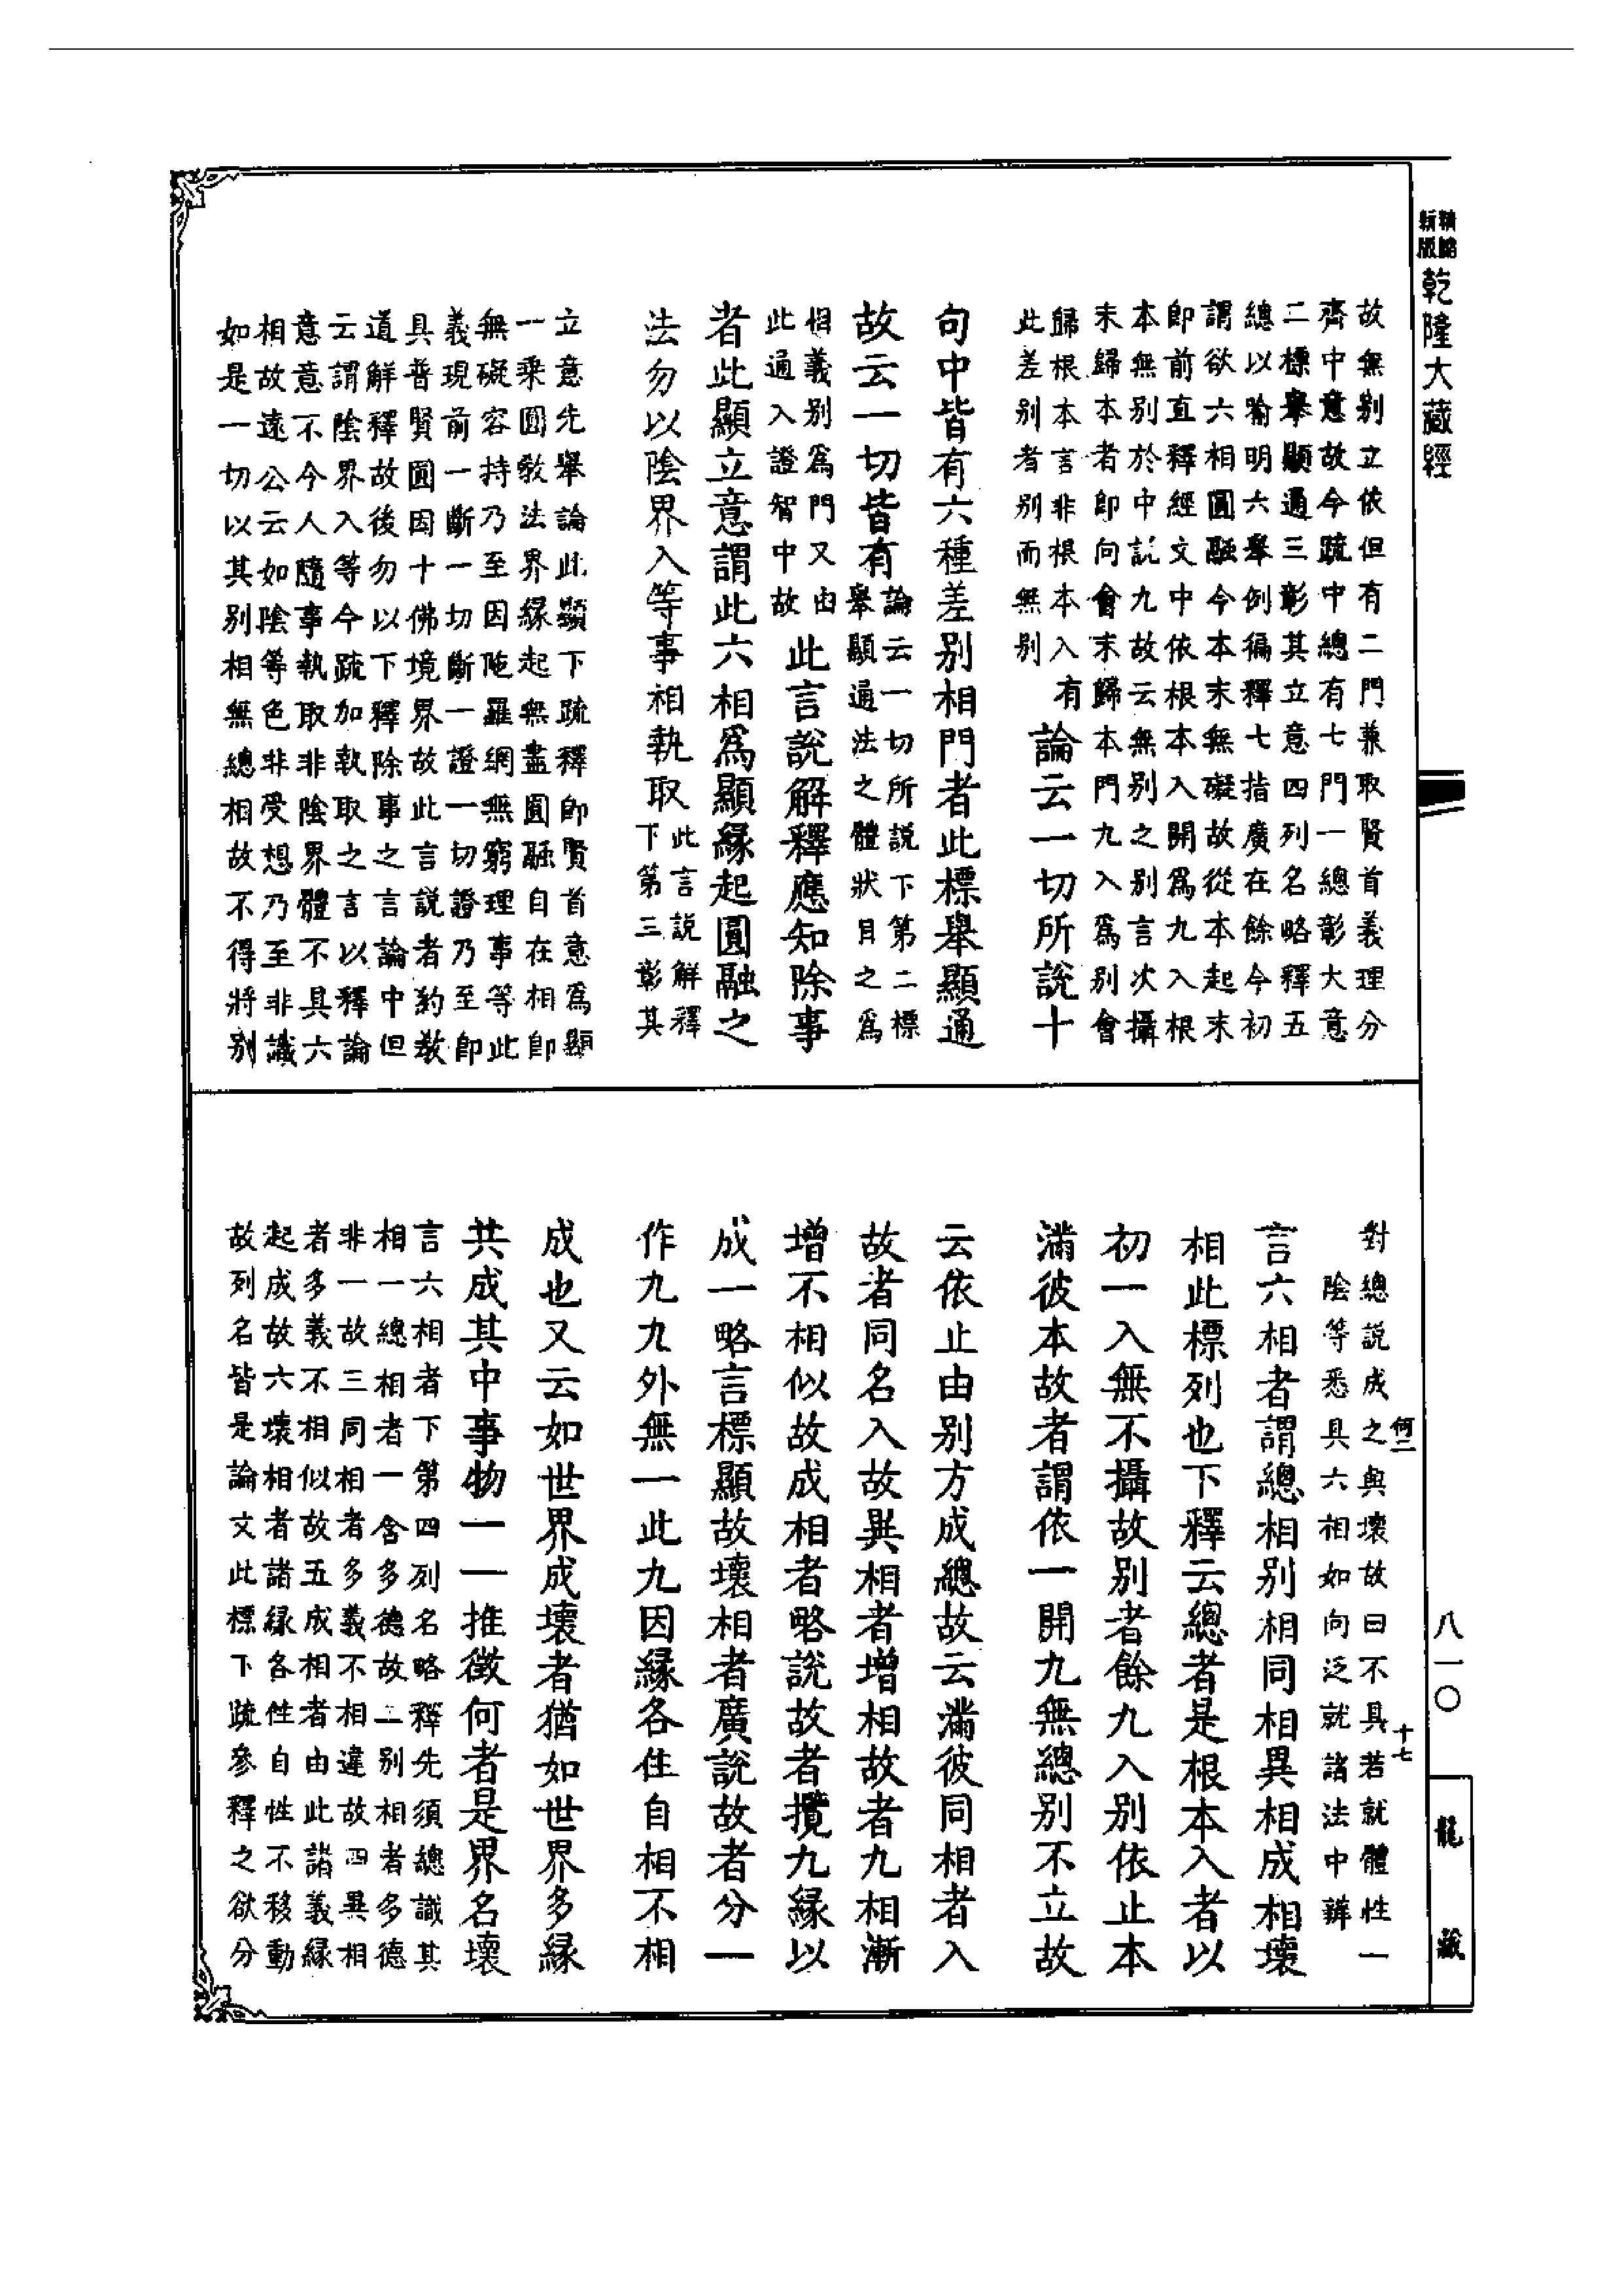 精縮
新版
乾隆大藏經
故無別立依但有二門兼取賢首義理分
齊中意故今䟽中總有七門一總彰大意
二標舉顯通三彰其立意四列名略釋五
總以喻明六舉例徧釋七指廣在餘今初
謂欲六相圓融今本末無礙故從本起末
即前直釋經文中依根本入開為九入根
本無別於中說九故云無別之別言次攝
末歸本者即向會末歸本門九入為別會
歸根本言非根本入有
此差別者別而無別
論云一切所說十
句中皆有六種差別相門者此標舉顯通
故云一切皆有
論云一切所說下第二標
舉顯通法之體狀目之為
相義別為門又由
此通入證智中故
此言說解釋應知除事
者此顯立意謂此六相為顯緣起圓融之
法勿以陰界入等事相執取
此言說解釋
下第三彰其
立意先舉論此顯下疏釋即賢首意為顯
一乘圓敎法界緣起無盡圓融自在相即
無礙容持乃至因陁羅網無窮理事等此
義現前一斷一切斷一證一切證乃至即
具普賢圓因十佛境界故此言說者約敎
道解釋故後勿以下釋除事之言論中但
云謂陰界入等今䟽加執取之言以釋論
意意不今人隨事執取非陰界體不具六
相故遠公云如陰等色非受想乃至非識
如是一切以其別相無總相故不得將別
對總說成之與壞故曰不具若就體性一
陰等悉具六相如向泛就諸法中辨
何二
十七
言六相者謂總相別相同相異相成相壞
相此標列也下釋云總者是根本入者以
初一入無不攝故別者餘九入別依止本
滿彼本故者謂依一開九無總別不立故
云依止由別方成總故云滿彼同相者入
故者同名入故異相者增相故者九相漸
增不相似故成相者略說故者攬九緣以
成一略言標顯故壞相者廣說故者分一
作九九外無一此九因緣各住自相不相
成也又云如世界成壞者猶如世界多緣
共成其中事物一一推徵何者是界名壞
言六相者下第四列名略釋先須總識其
相一總相者一含多德故二別相者多德
非一故三同相者多義不相違故四異相
者多義不相似故五成相者由此諸義緣
起成故六壞相者諸緣各性自性不移動
故列名皆是論文此標下䟽參釋之欲分
八一〇
龍藏